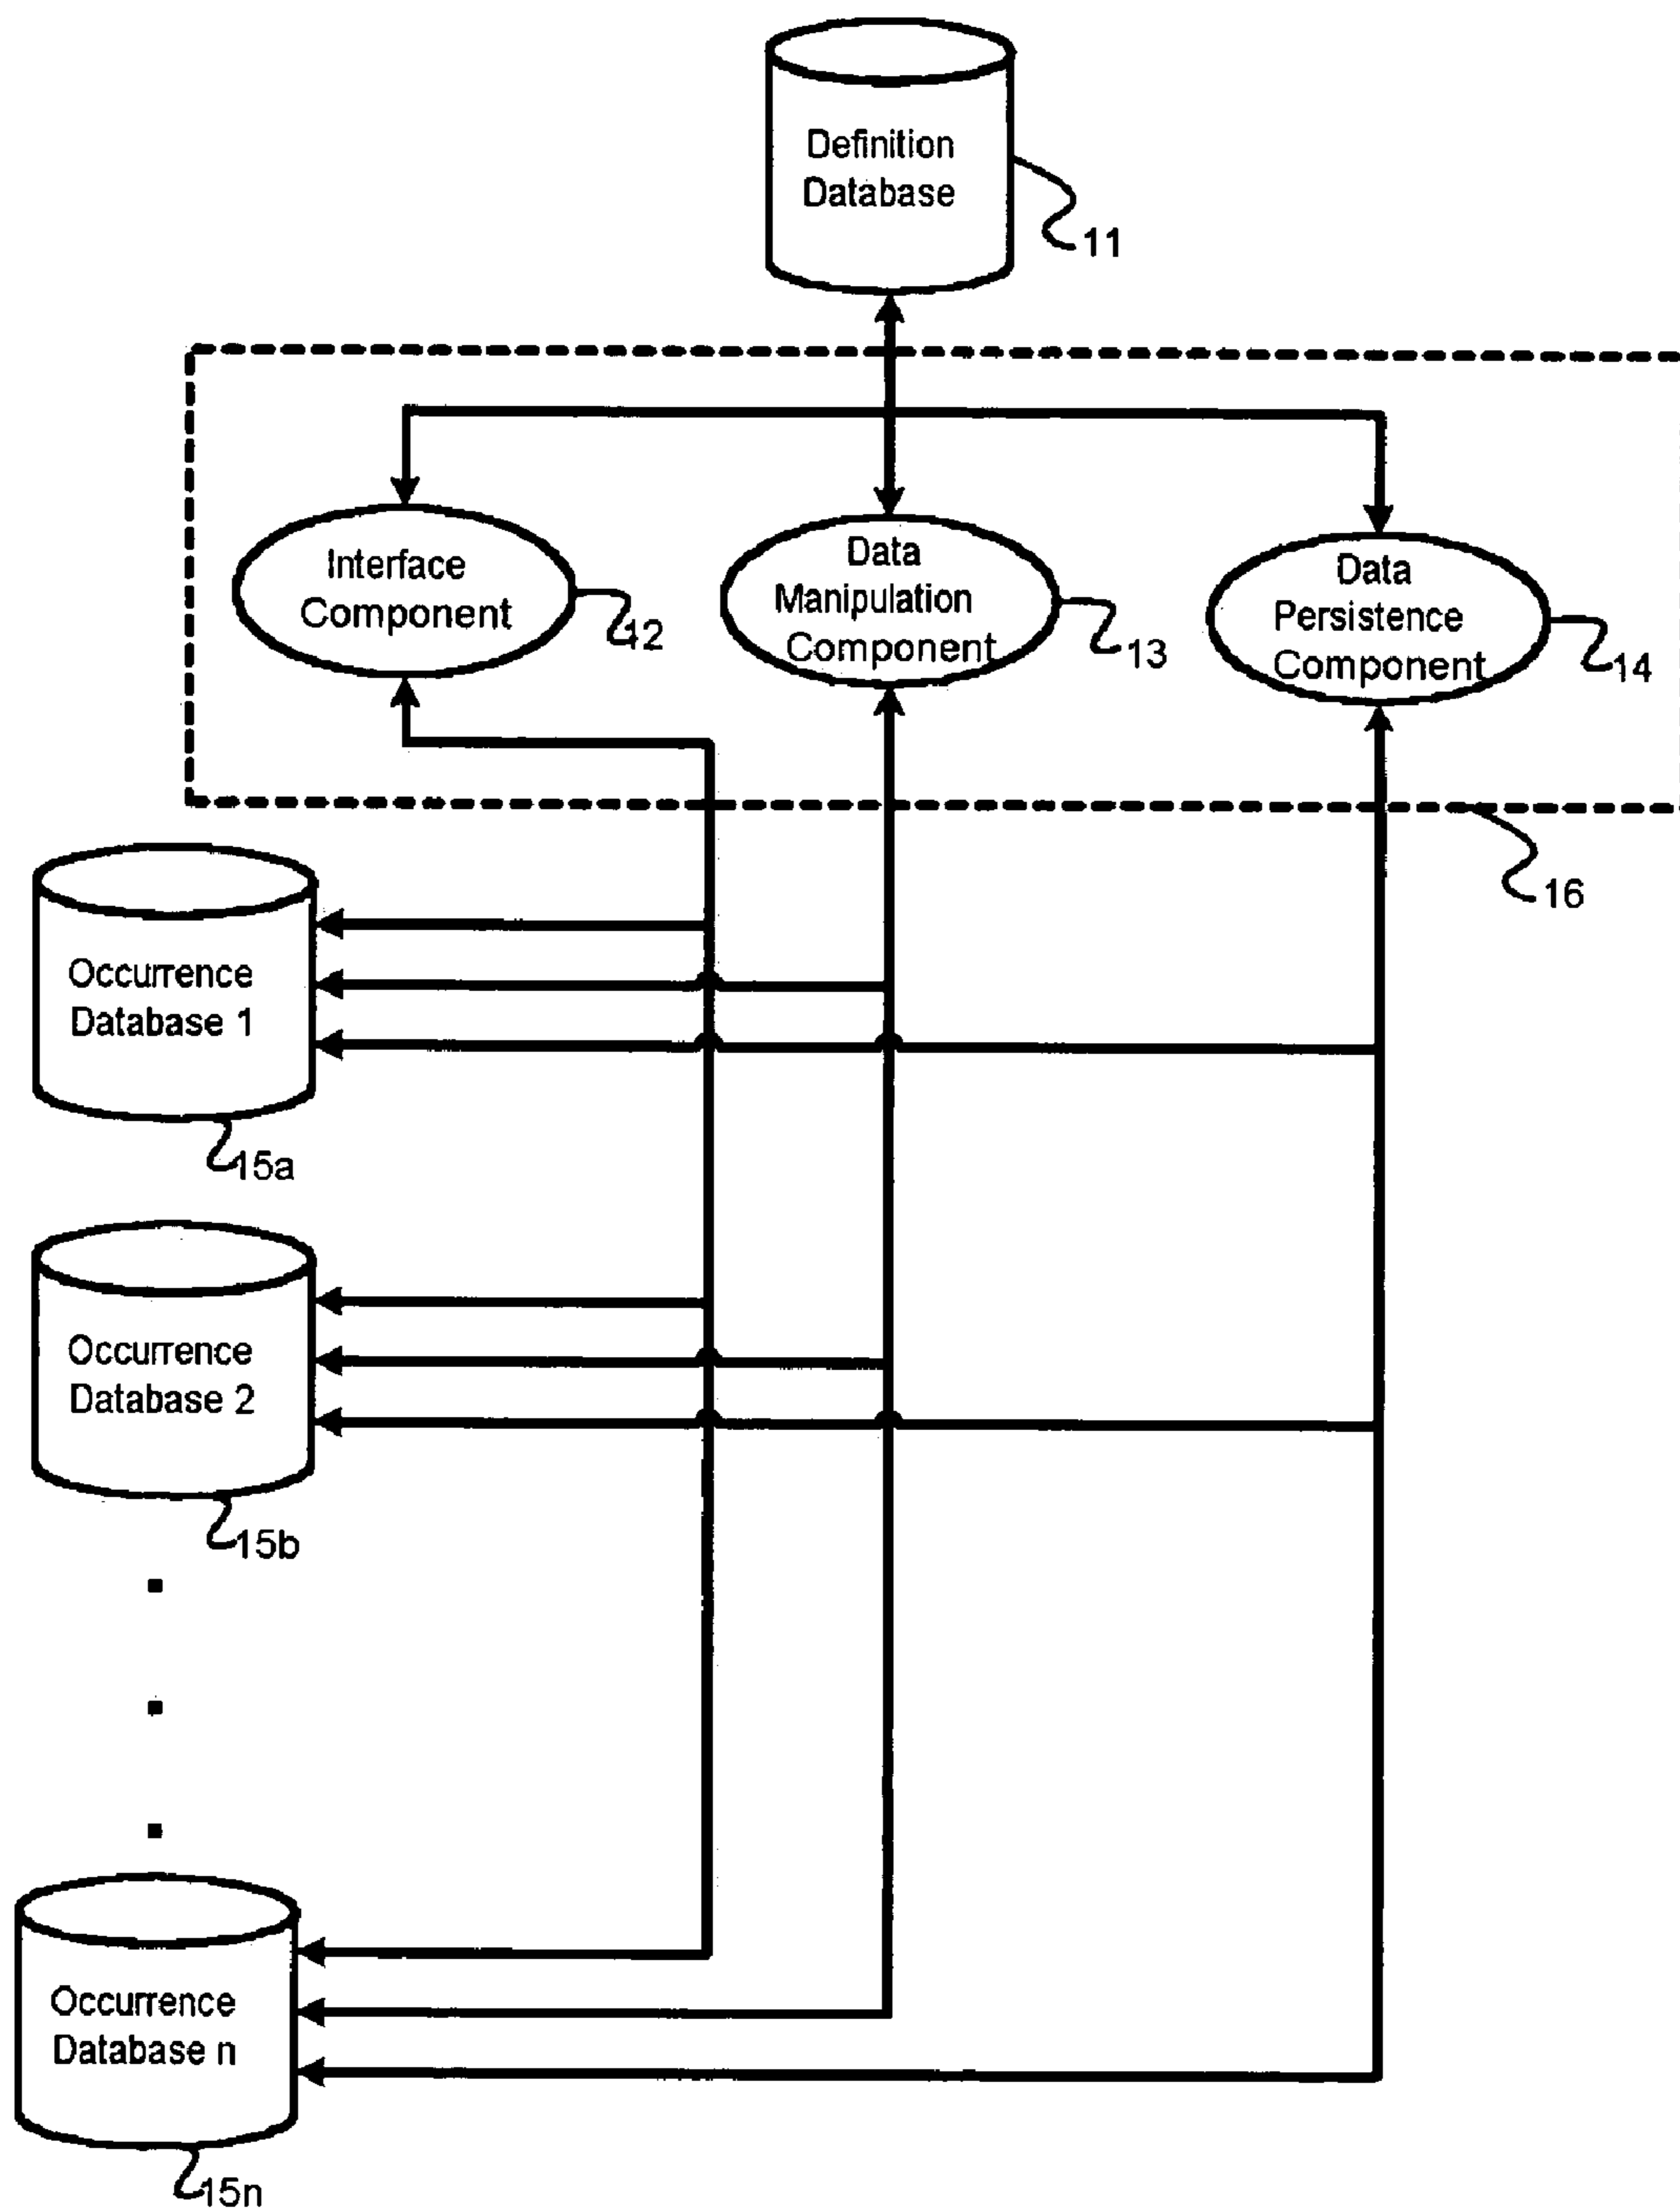 Definition
Database
11
Interface
Component
12
Data
Manipulation
Component
13
Data
Persistence
Component
14
16
Occurrence
Database 1
15a
Occurrence
Database 2
15b
Occurrence
Database n
15n